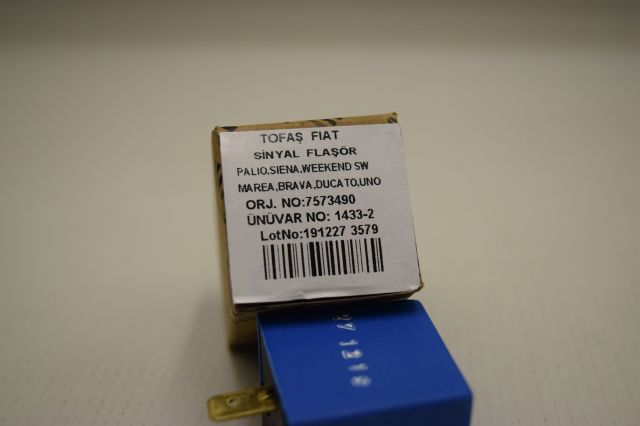 TOFAŞ FIAT
SİNYAL FLAŞÖR
PALIO,SIENA,WEEKEND SW
MAREA,BRAVA,DUCATO,UNO
ORJ. NO:7573490
ÜNÜVAR NO: 1433-2
LotNo:191227 3579